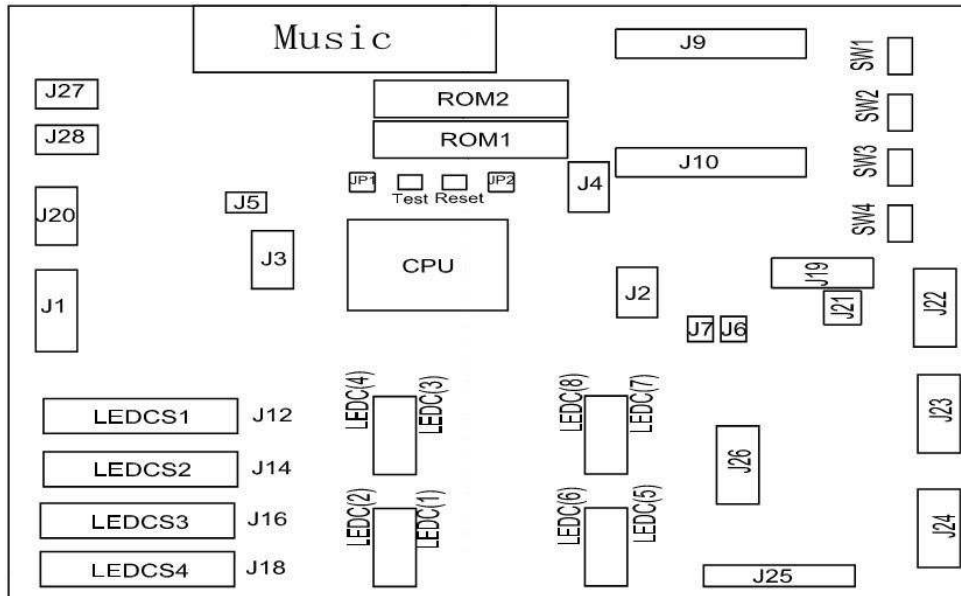 Music
J9
SW1
J27
ROM2
SW2
J28
ROM1
J10
SW3
JP1
JP2
J4
Test Reset
J20
J5
SW4
J3
CPU
J19
J1
J2
J21
J22
J7
J6
LEDC(4)
LEDC(3)
LEDC(8)
LEDC(7)
LEDCS1
J12
J23
LEDCS2
J14
J26
LEDC(2)
LEDC(1)
LEDC(6)
LEDC(5)
LEDCS3
J16
J24
LEDCS4
J18
J25